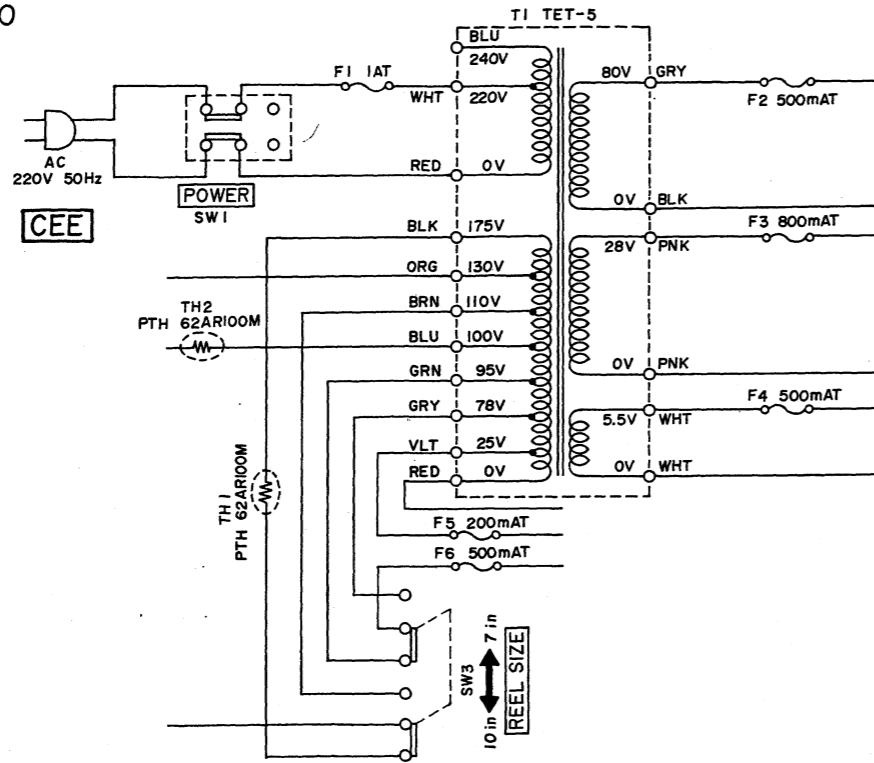 O
T1 TET-5
BLU
240V
F1 1AT
WHT
220V
RED
0V
AC
220V 50Hz
CEE
POWER
SW1
80V
GRY
F2 500mAT
0V
BLK
F3 800mAT
28V
PNK
0V
PNK
F4 500mAT
5.5V
WHT
0V
WHT
BLK
175V
ORG
130V
BRN
110V
TH2
PTH 62AR100M
BLU
100V
GRN
95V
GRY
78V
VLT
25V
RED
0V
TH1
PTH 62AR100M
F5 200mAT
F6 500mAT
SW3
10 in
7 in
REEL SIZE